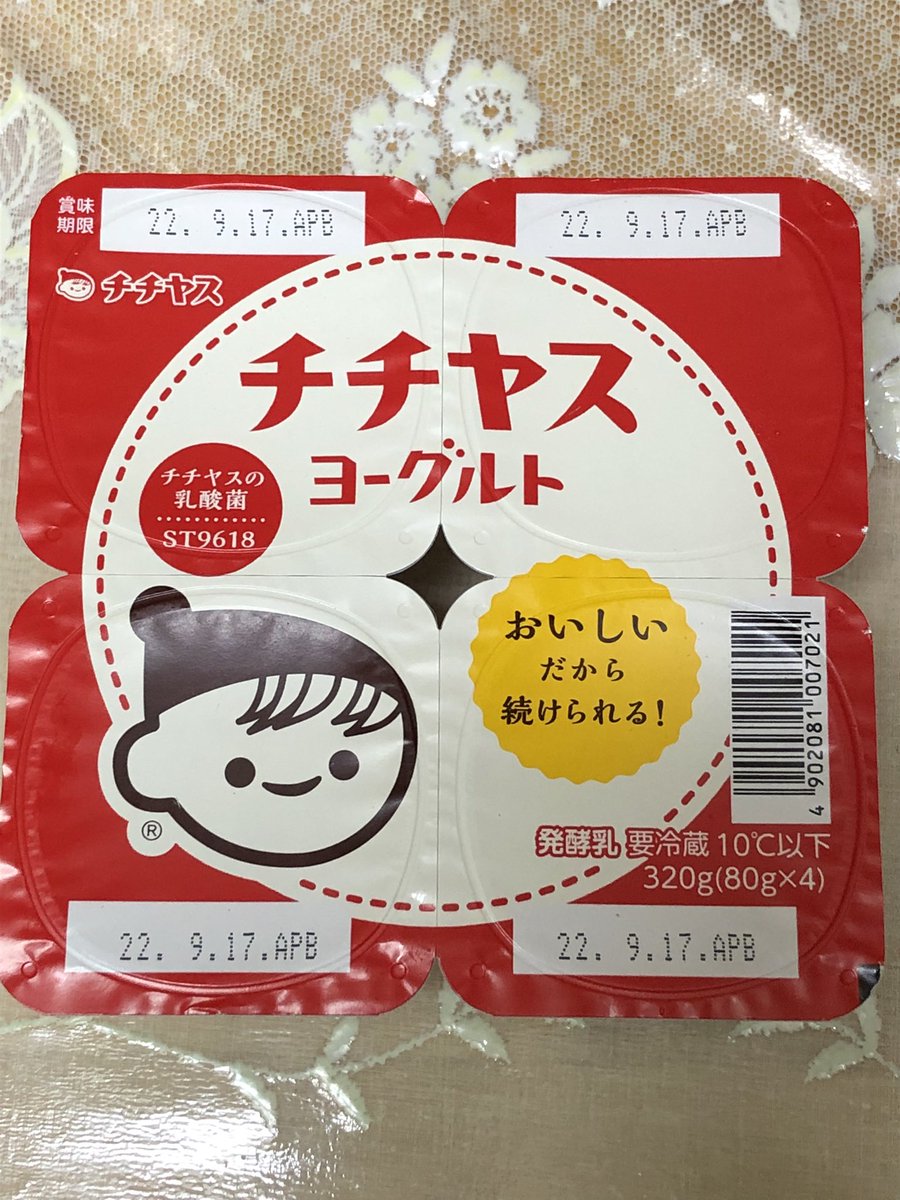 賞味
期限
22. 9.17.APB
22. 9.17.APB
チチヤス
チチヤス
ヨーグルト
チチヤスの
乳酸菌
ST9618
おいしい
だから
続けられる!
4 902081 007021
®
発酵乳 要冷蔵 10℃以下
320g(80g×4)
22. 9.17.APB
22. 9.17.APB